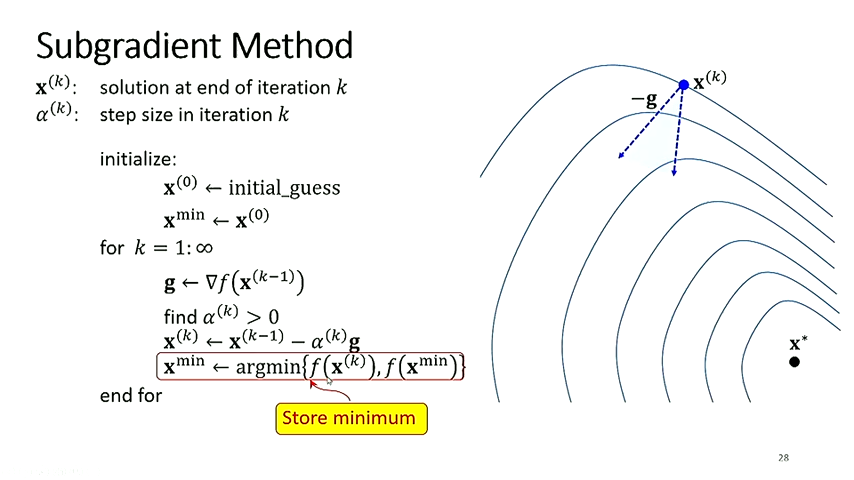 Subgradient Method
𝐱^(k): solution at end of iteration k
α^(k): step size in iteration k
initialize:
𝐱^(0) ← initial_guess
𝐱^min ← 𝐱^(0)
for k = 1: ∞
𝐠 ← ∇f(𝐱^(k−1))
find α^(k) > 0
𝐱^(k) ← 𝐱^(k−1) − α^(k)𝐠
𝐱^min ← argmin{f(𝐱^(k)), f(𝐱^min)}
end for
Store minimum
𝐱^(k)
−𝐠
𝐱^*
28